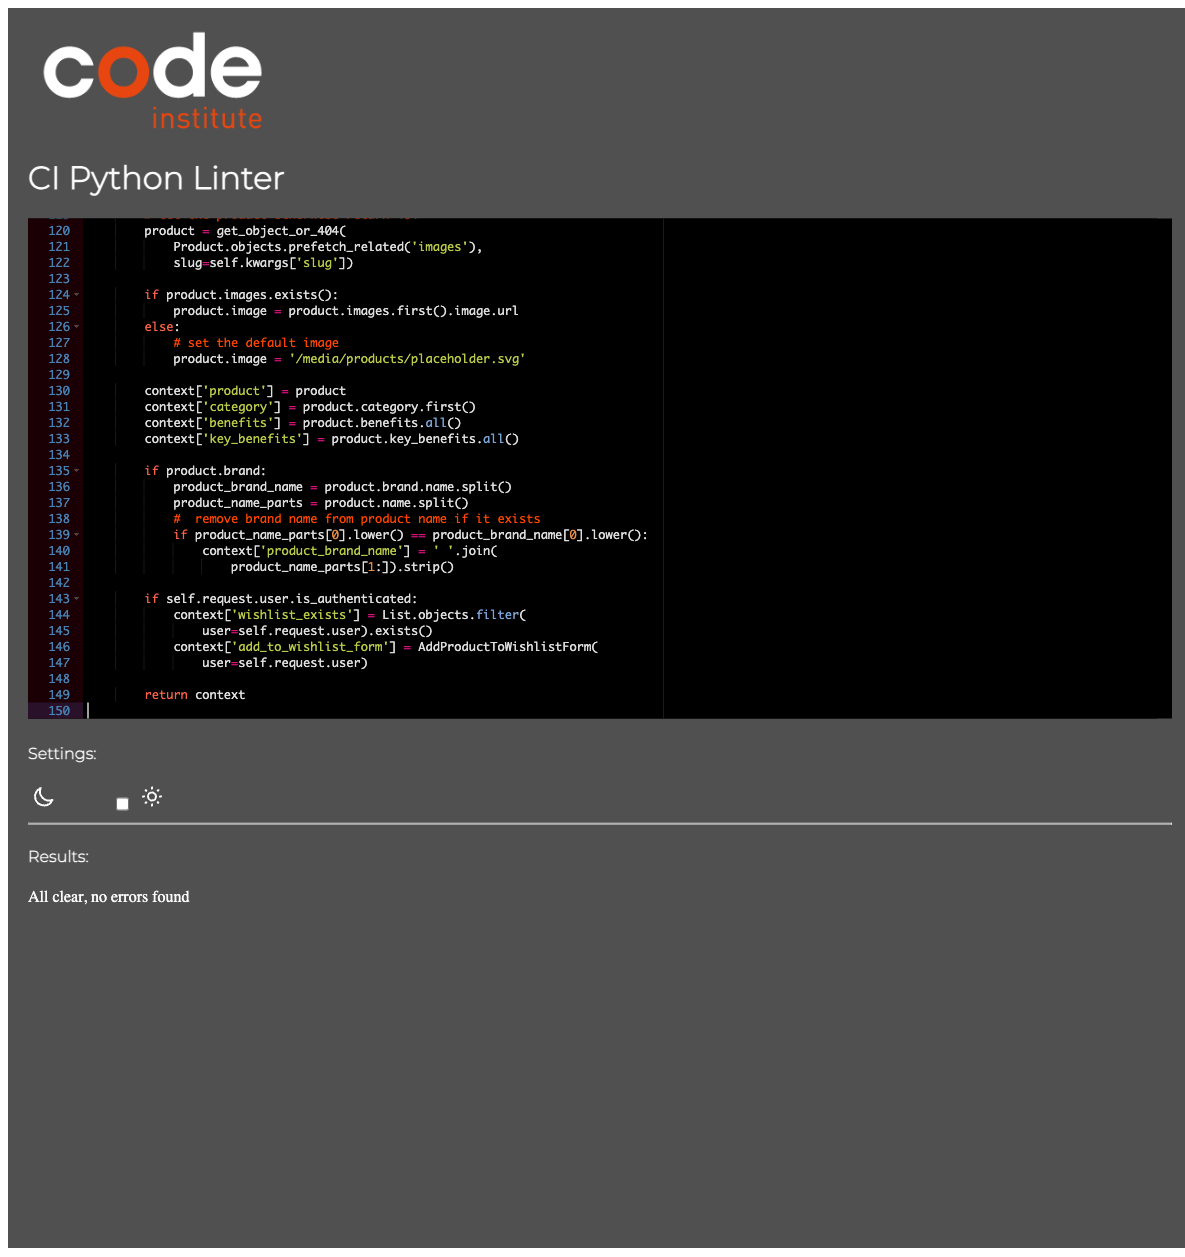 code
institute
CI Python Linter
120 product = get_object_or_404(
121 Product.objects.prefetch_related('images'),
122 slug=self.kwargs['slug'])
123
124 if product.images.exists():
125 product.image = product.images.first().image.url
126 else:
127 # set the default image
128 product.image = '/media/products/placeholder.svg'
129
130 context['product'] = product
131 context['category'] = product.category.first()
132 context['benefits'] = product.benefits.all()
133 context['key_benefits'] = product.key_benefits.all()
134
135 if product.brand:
136 product_brand_name = product.brand.name.split()
137 product_name_parts = product.name.split()
138 #  remove brand name from product name if it exists
139 if product_name_parts[0].lower() == product_brand_name[0].lower():
140 context['product_brand_name'] = ' '.join(
141 product_name_parts[1:]).strip()
142
143 if self.request.user.is_authenticated:
144 context['wishlist_exists'] = List.objects.filter(
145 user=self.request.user).exists()
146 context['add_to_wishlist_form'] = AddProductToWishlistForm(
147 user=self.request.user)
148
149 return context
150
Settings:
Results:
All clear, no errors found